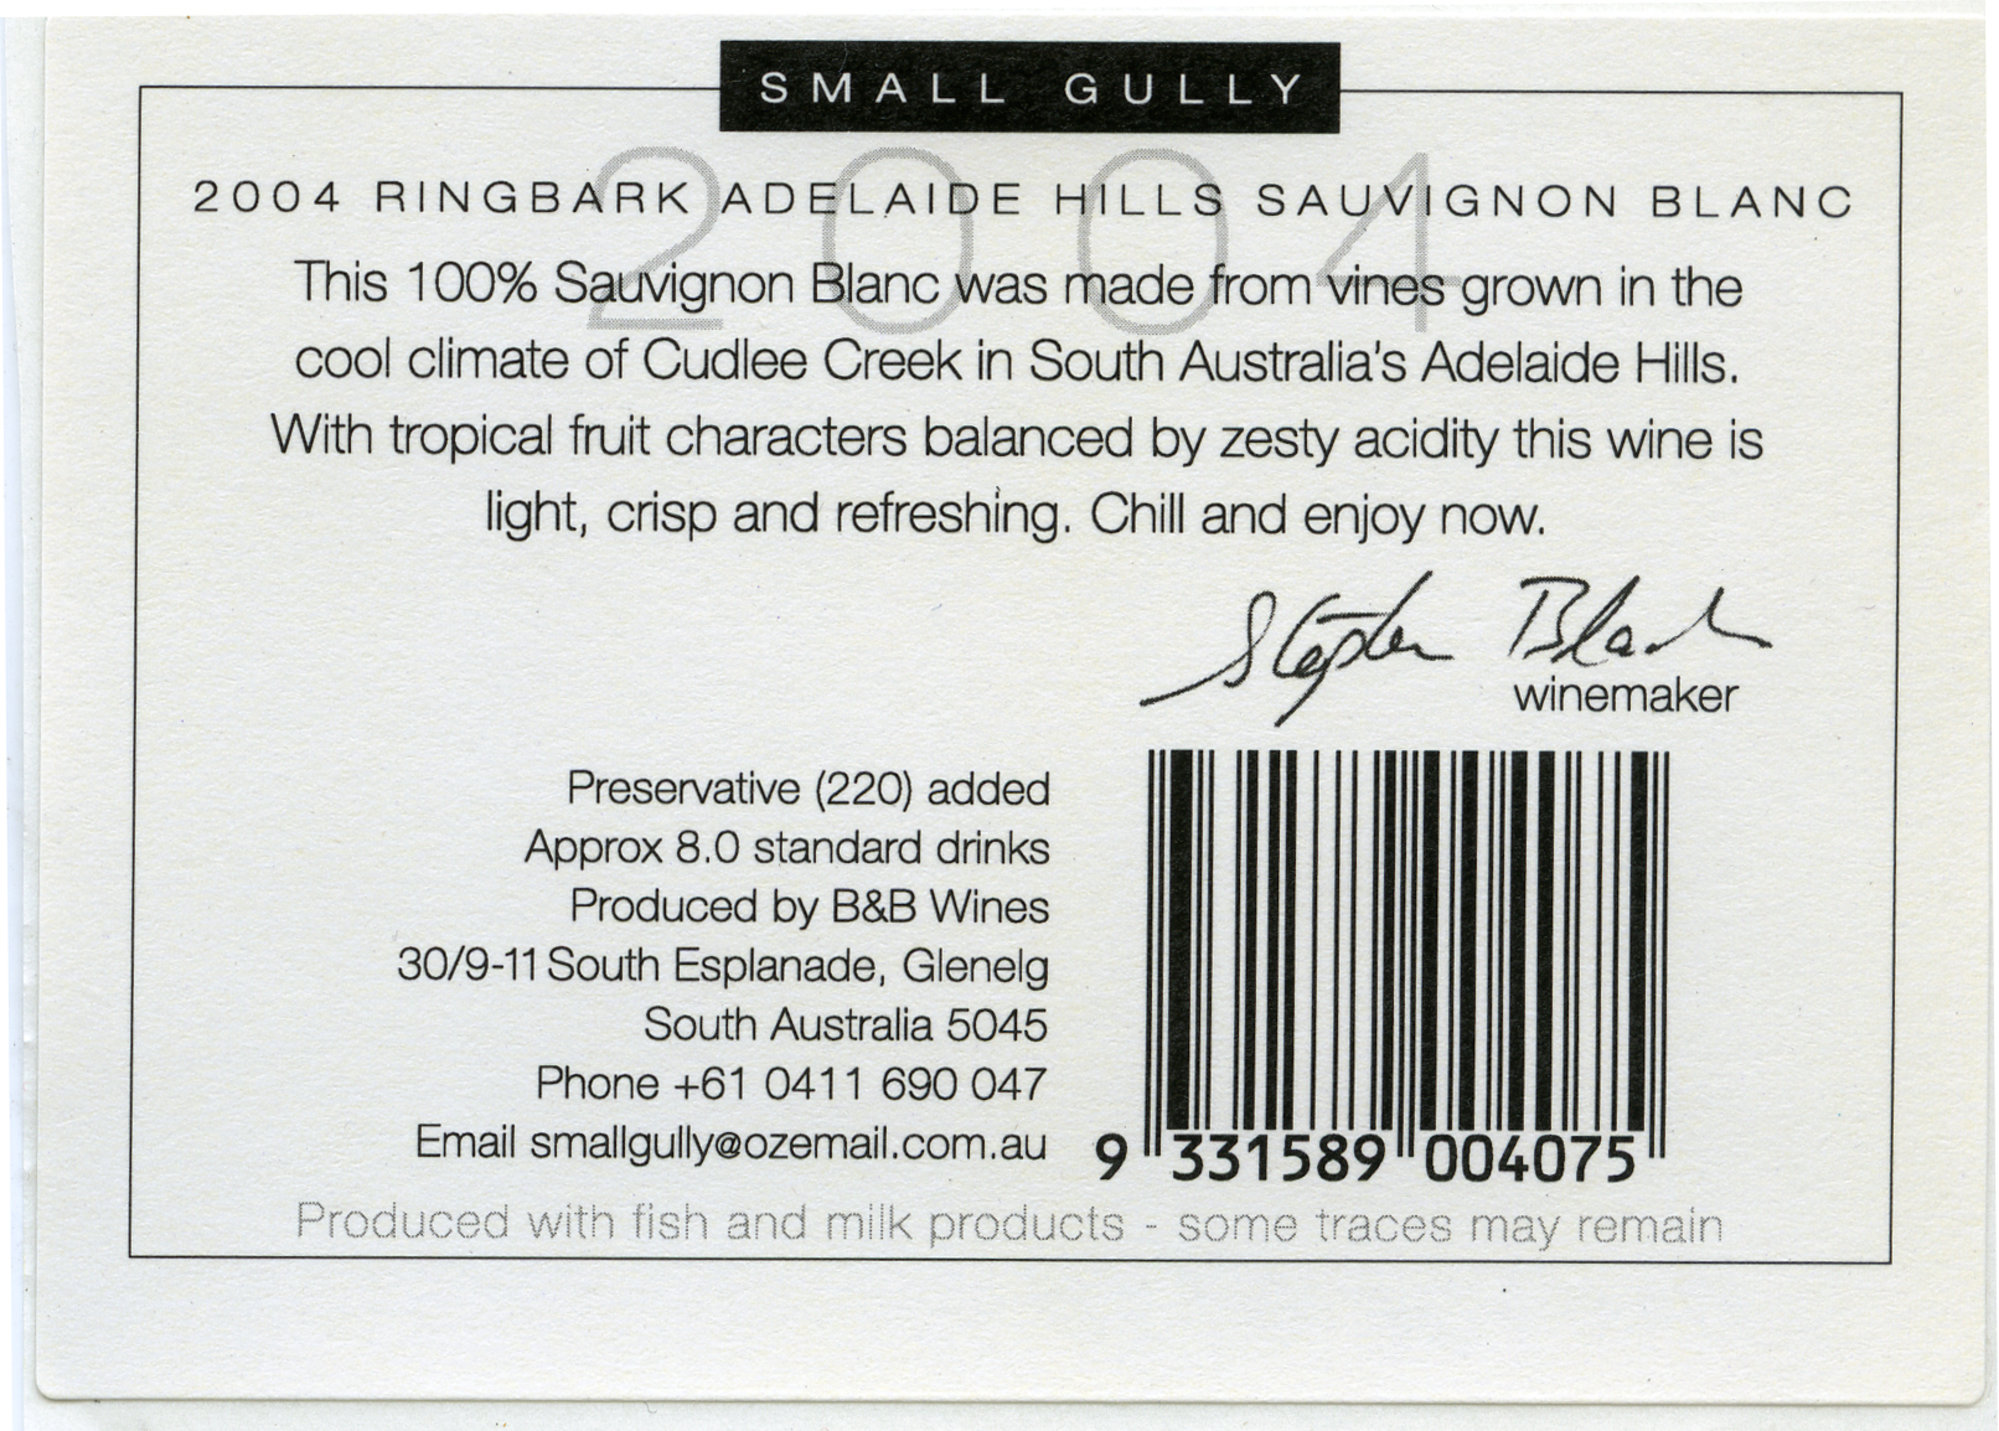 SMALL GULLY
2004
2004 RINGBARK ADELAIDE HILLS SAUVIGNON BLANC
This 100% Sauvignon Blanc was made from vines grown in the
cool climate of Cudlee Creek in South Australia's Adelaide Hills.
With tropical fruit characters balanced by zesty acidity this wine is
light, crisp and refreshing. Chill and enjoy now.
Stephen Black
winemaker
Preservative (220) added
Approx 8.0 standard drinks
Produced by B&B Wines
30/9-11 South Esplanade, Glenelg
South Australia 5045
Phone +61 0411 690 047
Email smallgully@ozemail.com.au
9 331589 004075
Produced with fish and milk products - some traces may remain